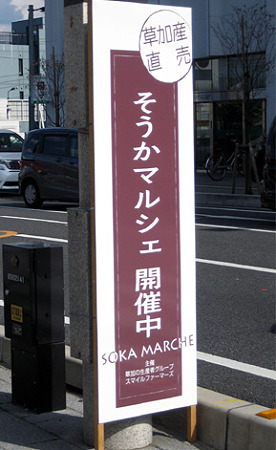 草加産
直売
そうかマルシェ 開催中
SOKA MARCHE
主催
草加の生産者グループ
スマイルファーマーズ